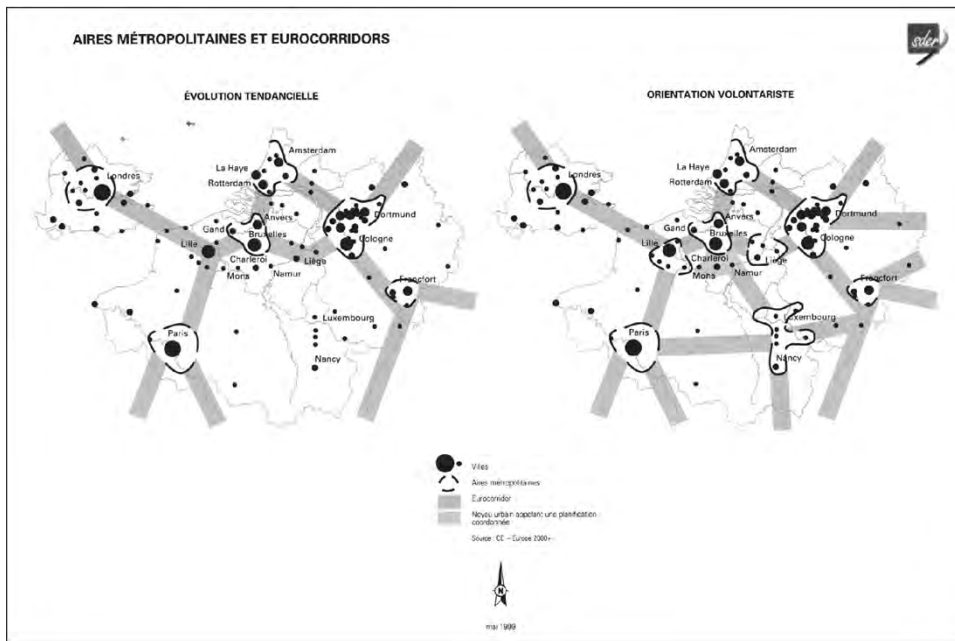 AIRES MÉTROPOLITAINES ET EUROCORRIDORS
sder
ÉVOLUTION TENDANCIELLE
Amsterdam
La Haye
Rotterdam
Londres
Anvers
Gand
Bruxelles
Dortmund
Cologne
Lille
Charleroi
Liège
Mons
Namur
Francfort
Luxembourg
Paris
Nancy
ORIENTATION VOLONTARISTE
Amsterdam
La Haye
Rotterdam
Londres
Anvers
Gand
Bruxelles
Dortmund
Cologne
Lille
Charleroi
Liège
Mons
Namur
Francfort
Luxembourg
Paris
Nancy
Villes
Aires métropolitaines
Eurocorridor
Noyau urbain appelant une planification
coordonnée
Source : CE – Europe 2000+
N
mai 1999